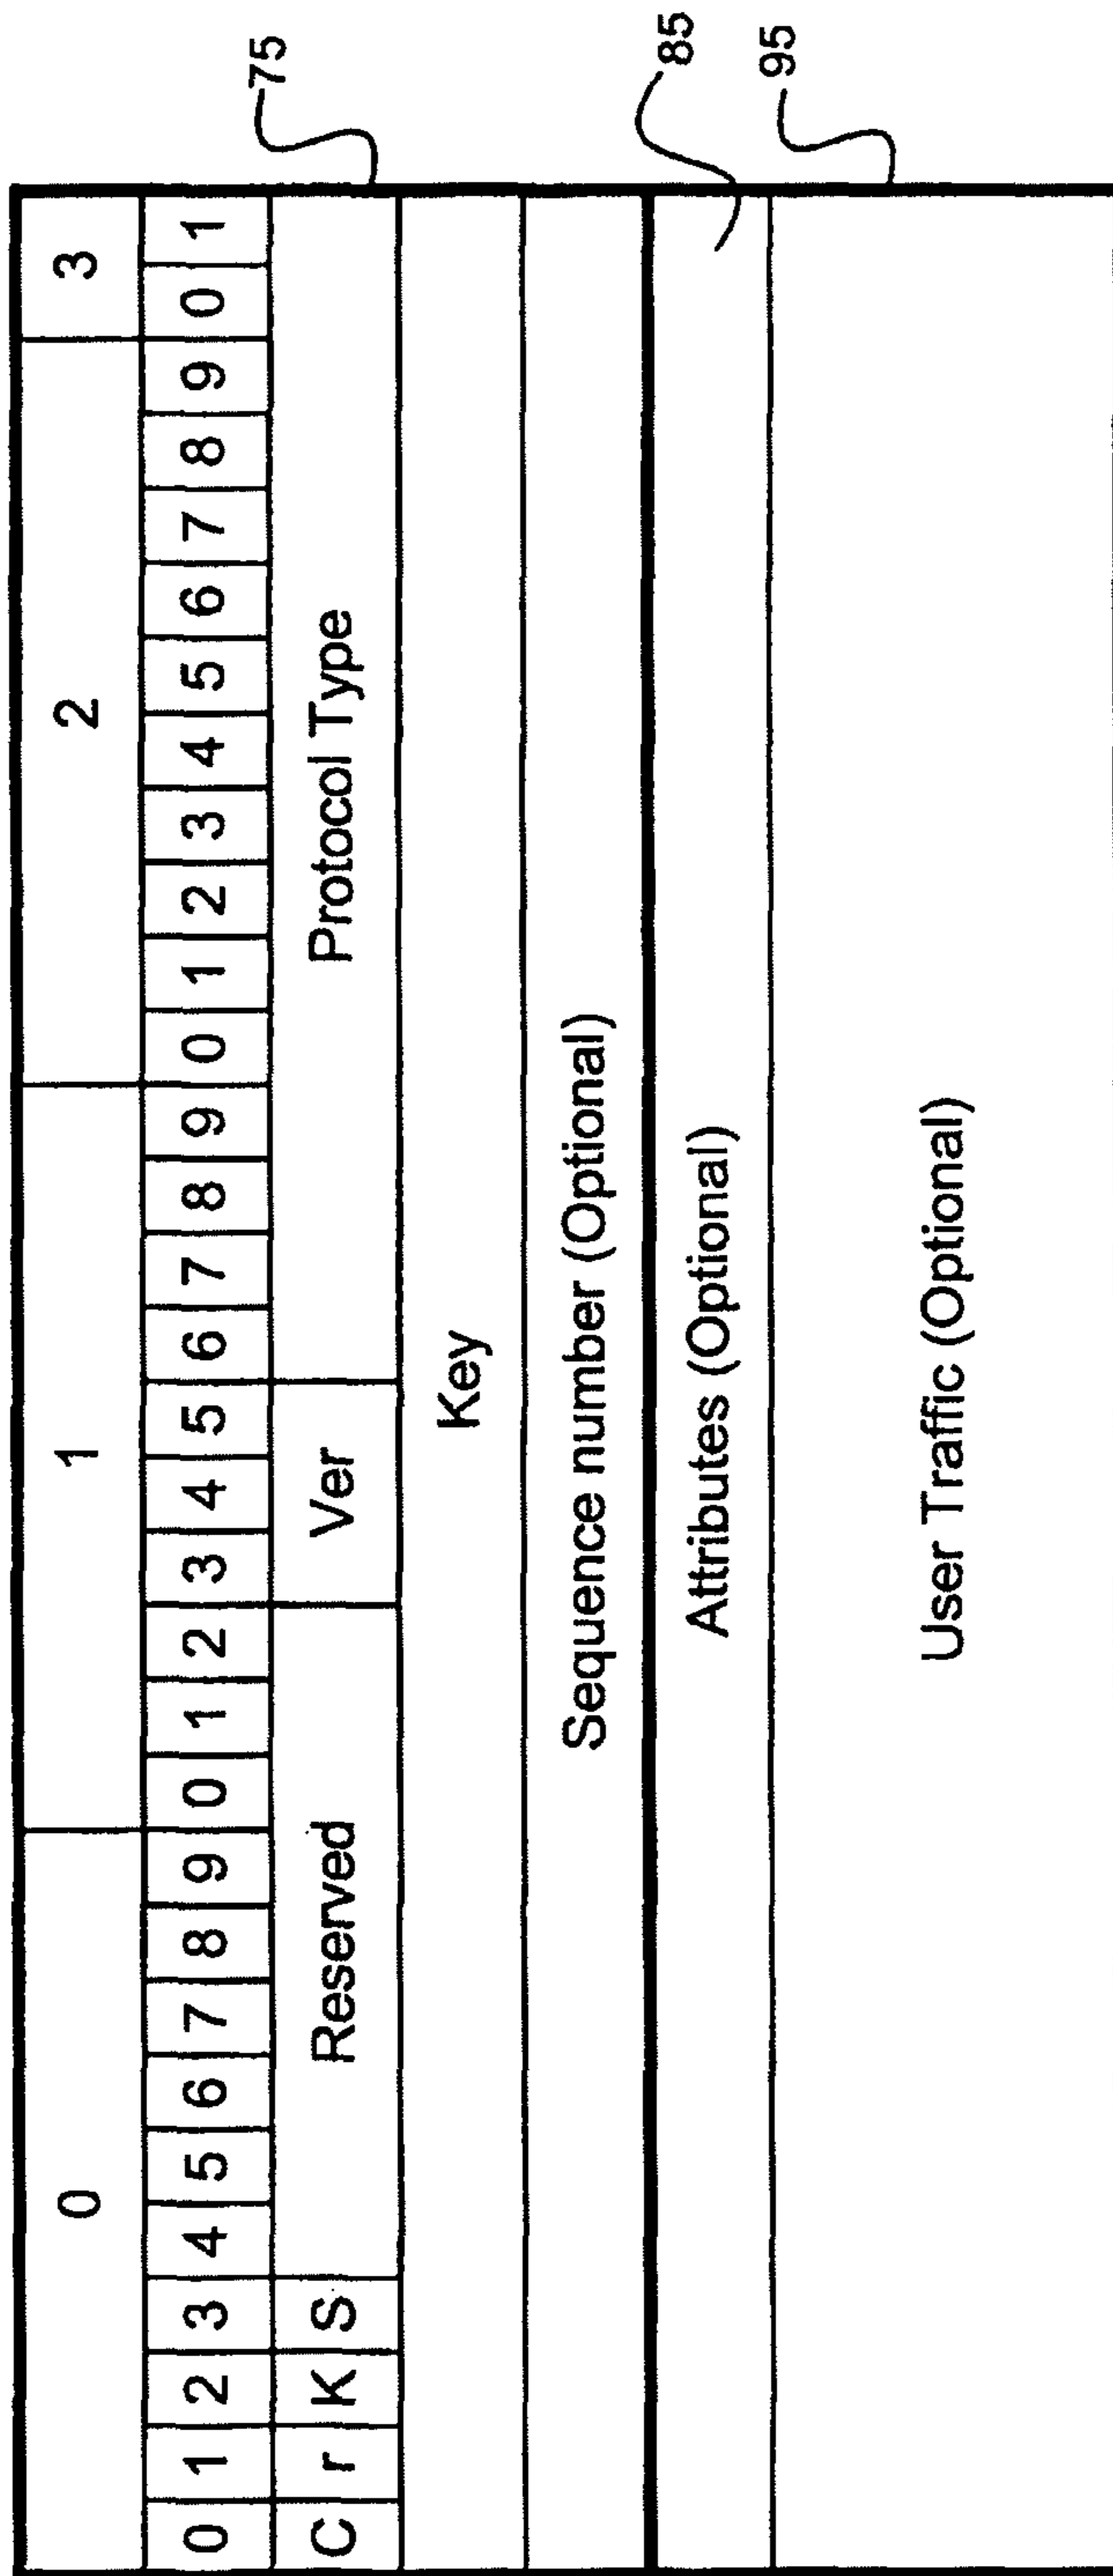 0 1 2 3
0 1 2 3 4 5 6 7 8 9 0 1 2 3 4 5 6 7 8 9 0 1 2 3 4 5 6 7 8 9 0 1
C r K S Reserved Ver Protocol Type
75
Key
Sequence number (Optional)
Attributes (Optional)
85
User Traffic (Optional)
95